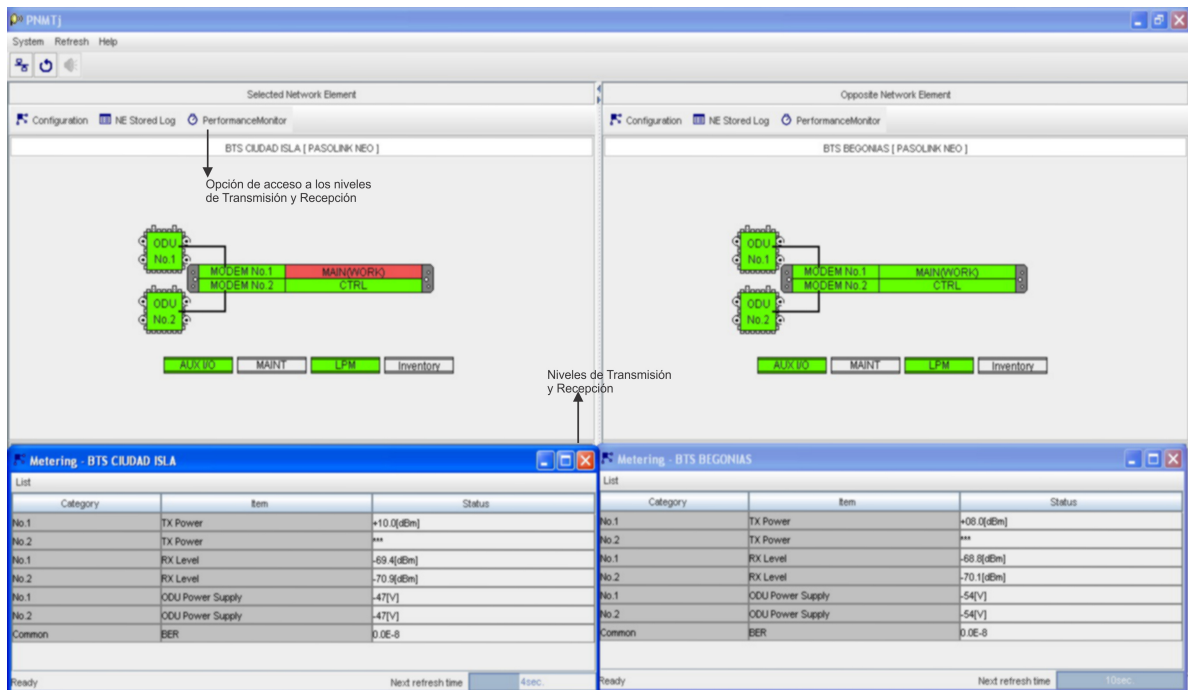 PNMTj
System Refresh Help
Selected Network Element
Opposite Network Element
Configuration NE Stored Log PerformanceMonitor
Configuration NE Stored Log PerformanceMonitor
BTS CIUDAD ISLA [ PASOLINK NEO ]
BTS BEGONIAS [ PASOLINK NEO ]
Opción de acceso a los niveles
de Transmisión y Recepción
ODU
No.1
MODEM No.1 MAIN(WORK)
MODEM No.2 CTRL
ODU
No.2
AUX I/O MAINT LPM Inventory
ODU
No.1
MODEM No.1 MAIN(WORK)
MODEM No.2 CTRL
ODU
No.2
AUX I/O MAINT LPM Inventory
Niveles de Transmisión
y Recepción
Metering - BTS CIUDAD ISLA
List
Category Item Status
No.1 TX Power +10.0[dBm]
No.2 TX Power ***
No.1 RX Level -69.4[dBm]
No.2 RX Level -70.9[dBm]
No.1 ODU Power Supply -47[V]
No.2 ODU Power Supply -47[V]
Common BER 0.0E-8
Ready Next refresh time 4sec.
Metering - BTS BEGONIAS
List
Category Item Status
No.1 TX Power +08.0[dBm]
No.2 TX Power ***
No.1 RX Level -68.8[dBm]
No.2 RX Level -70.1[dBm]
No.1 ODU Power Supply -54[V]
No.2 ODU Power Supply -54[V]
Common BER 0.0E-8
Ready Next refresh time 10sec.